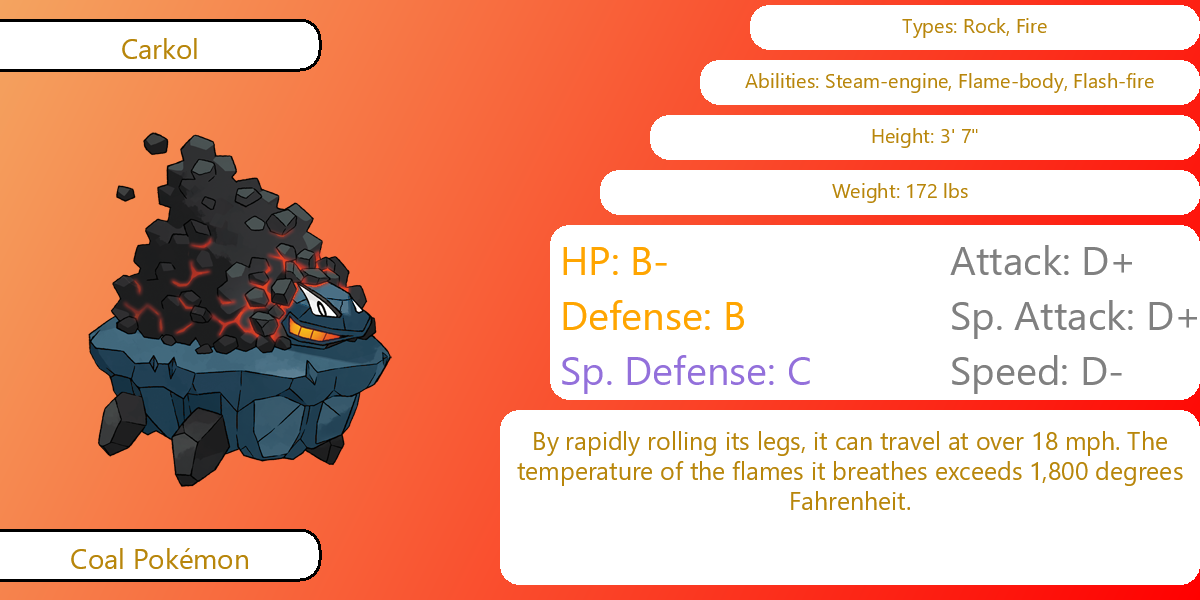 Carkol
Types: Rock, Fire
Abilities: Steam-engine, Flame-body, Flash-fire
Height: 3' 7"
Weight: 172 lbs
HP: B-
Attack: D+
Defense: B
Sp. Attack: D+
Sp. Defense: C
Speed: D-
By rapidly rolling its legs, it can travel at over 18 mph. The
temperature of the flames it breathes exceeds 1,800 degrees
Fahrenheit.
Coal Pokémon